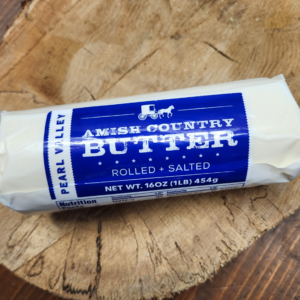 PEARL VALLEY
AMISH COUNTRY
BUTTER
ROLLED + SALTED
NET WT. 16OZ (1LB) 454g
Nutrition